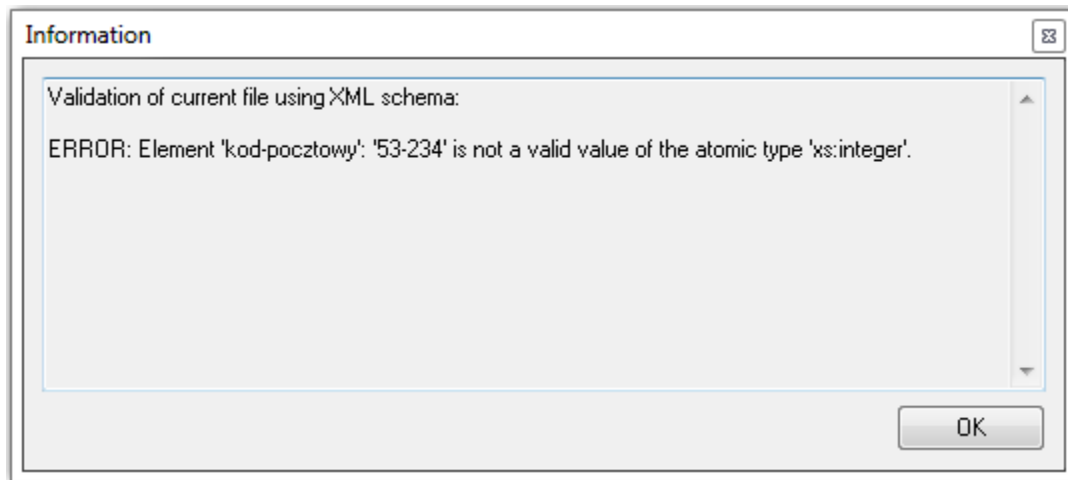 Information
Validation of current file using XML schema:
ERROR: Element 'kod-pocztowy': '53-234' is not a valid value of the atomic type 'xs:integer'.
OK